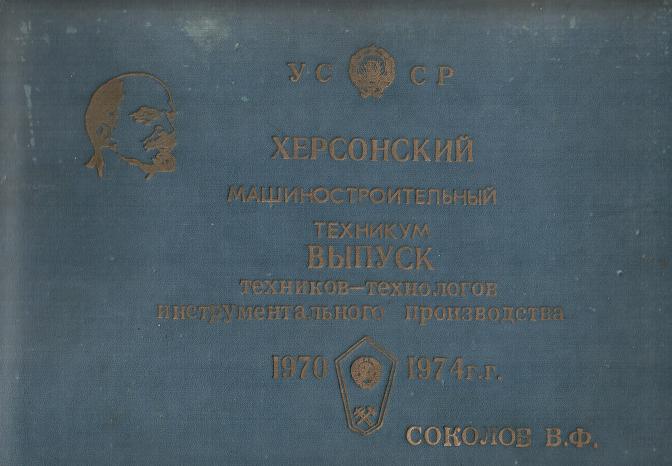 УС СР
ХЕРСОНСКИЙ
МАШИНОСТРОИТЕЛЬНЫЙ
ТЕХНИКУМ
ВЫПУСК
техников-технологов
инструментального производства
1970 1974г.г.
СОКОЛОВ В.Ф.